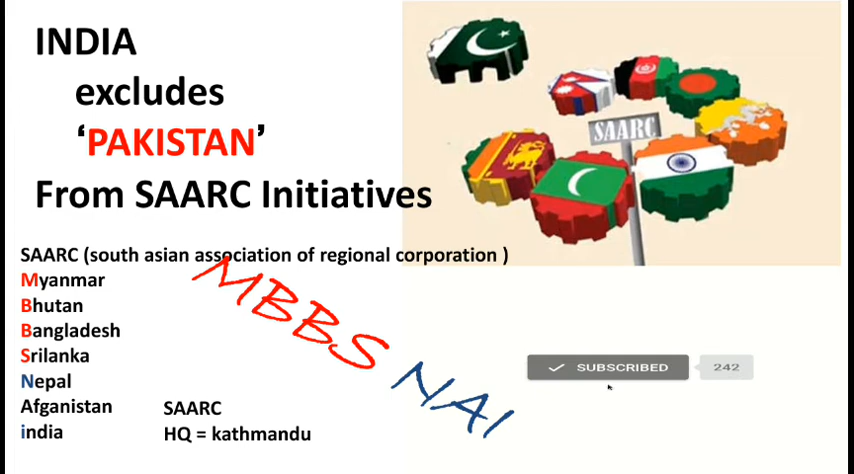 INDIA
excludes
‘PAKISTAN’
From SAARC Initiatives
SAARC
SAARC (south asian association of regional corporation )
Myanmar
Bhutan
Bangladesh
Srilanka
Nepal
Afganistan
india
MBBS NAI
SAARC
HQ = kathmandu
SUBSCRIBED 242